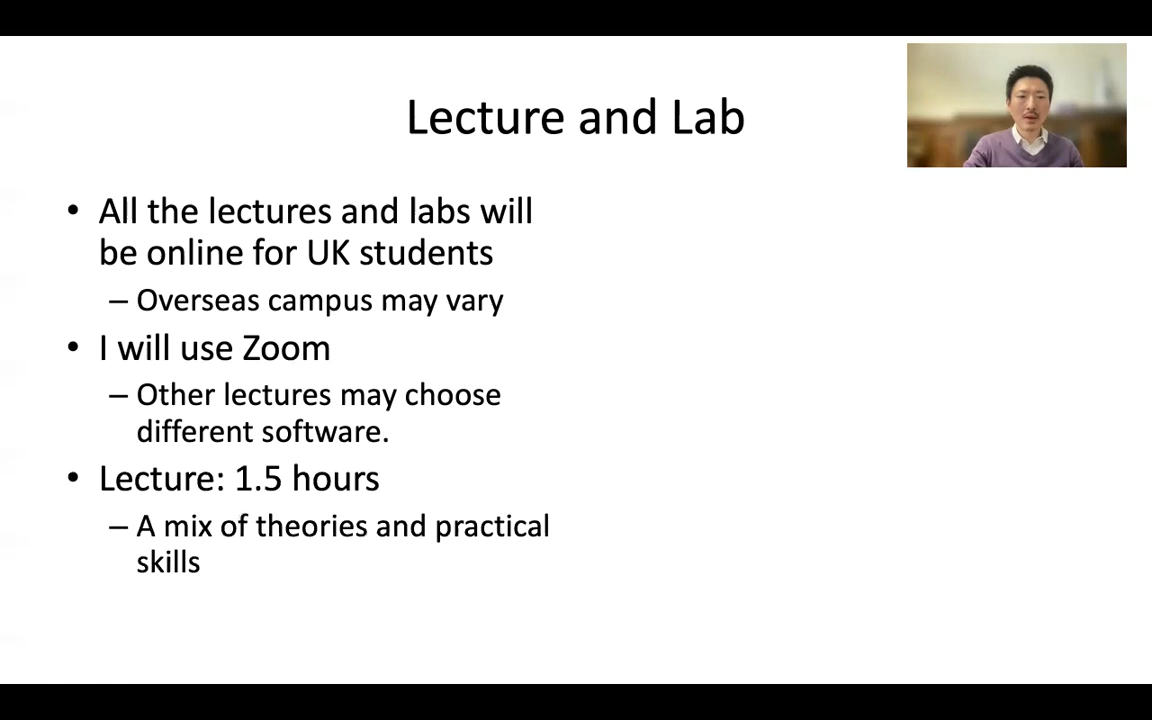 Lecture and Lab
• All the lectures and labs will
be online for UK students
– Overseas campus may vary
• I will use Zoom
– Other lectures may choose
different software.
• Lecture: 1.5 hours
– A mix of theories and practical
skills